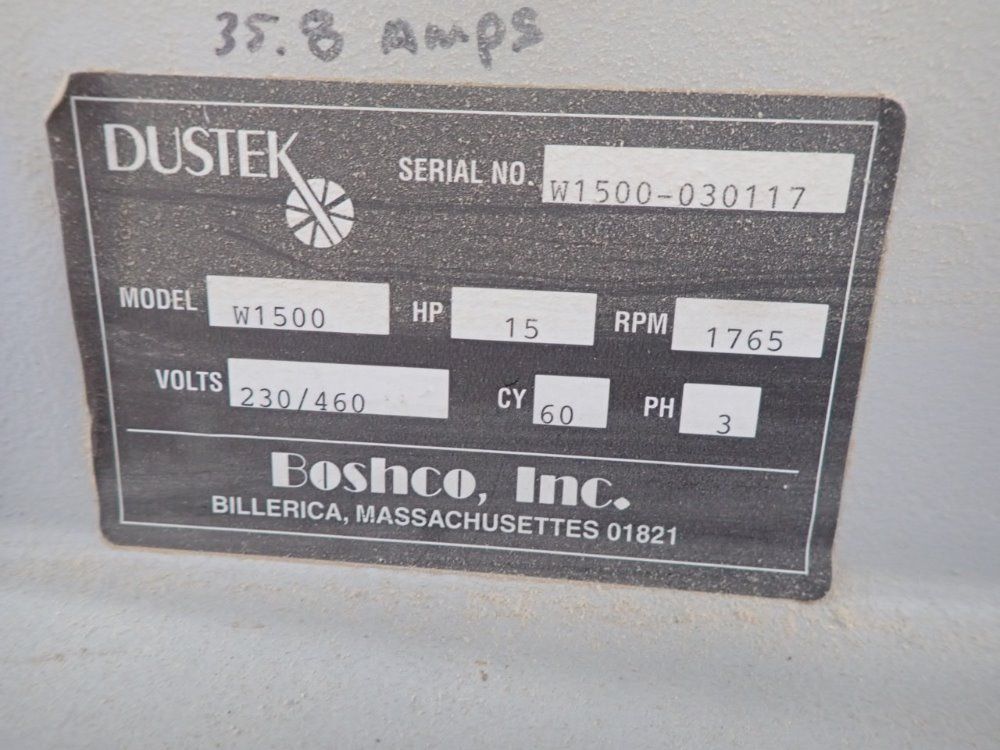 35.8 Amps
DUSTEK
SERIAL NO. W1500-030117
MODEL W1500 HP 15 RPM 1765
VOLTS 230/460 CY 60 PH 3
Boshco, Inc.
BILLERICA, MASSACHUSETTES 01821